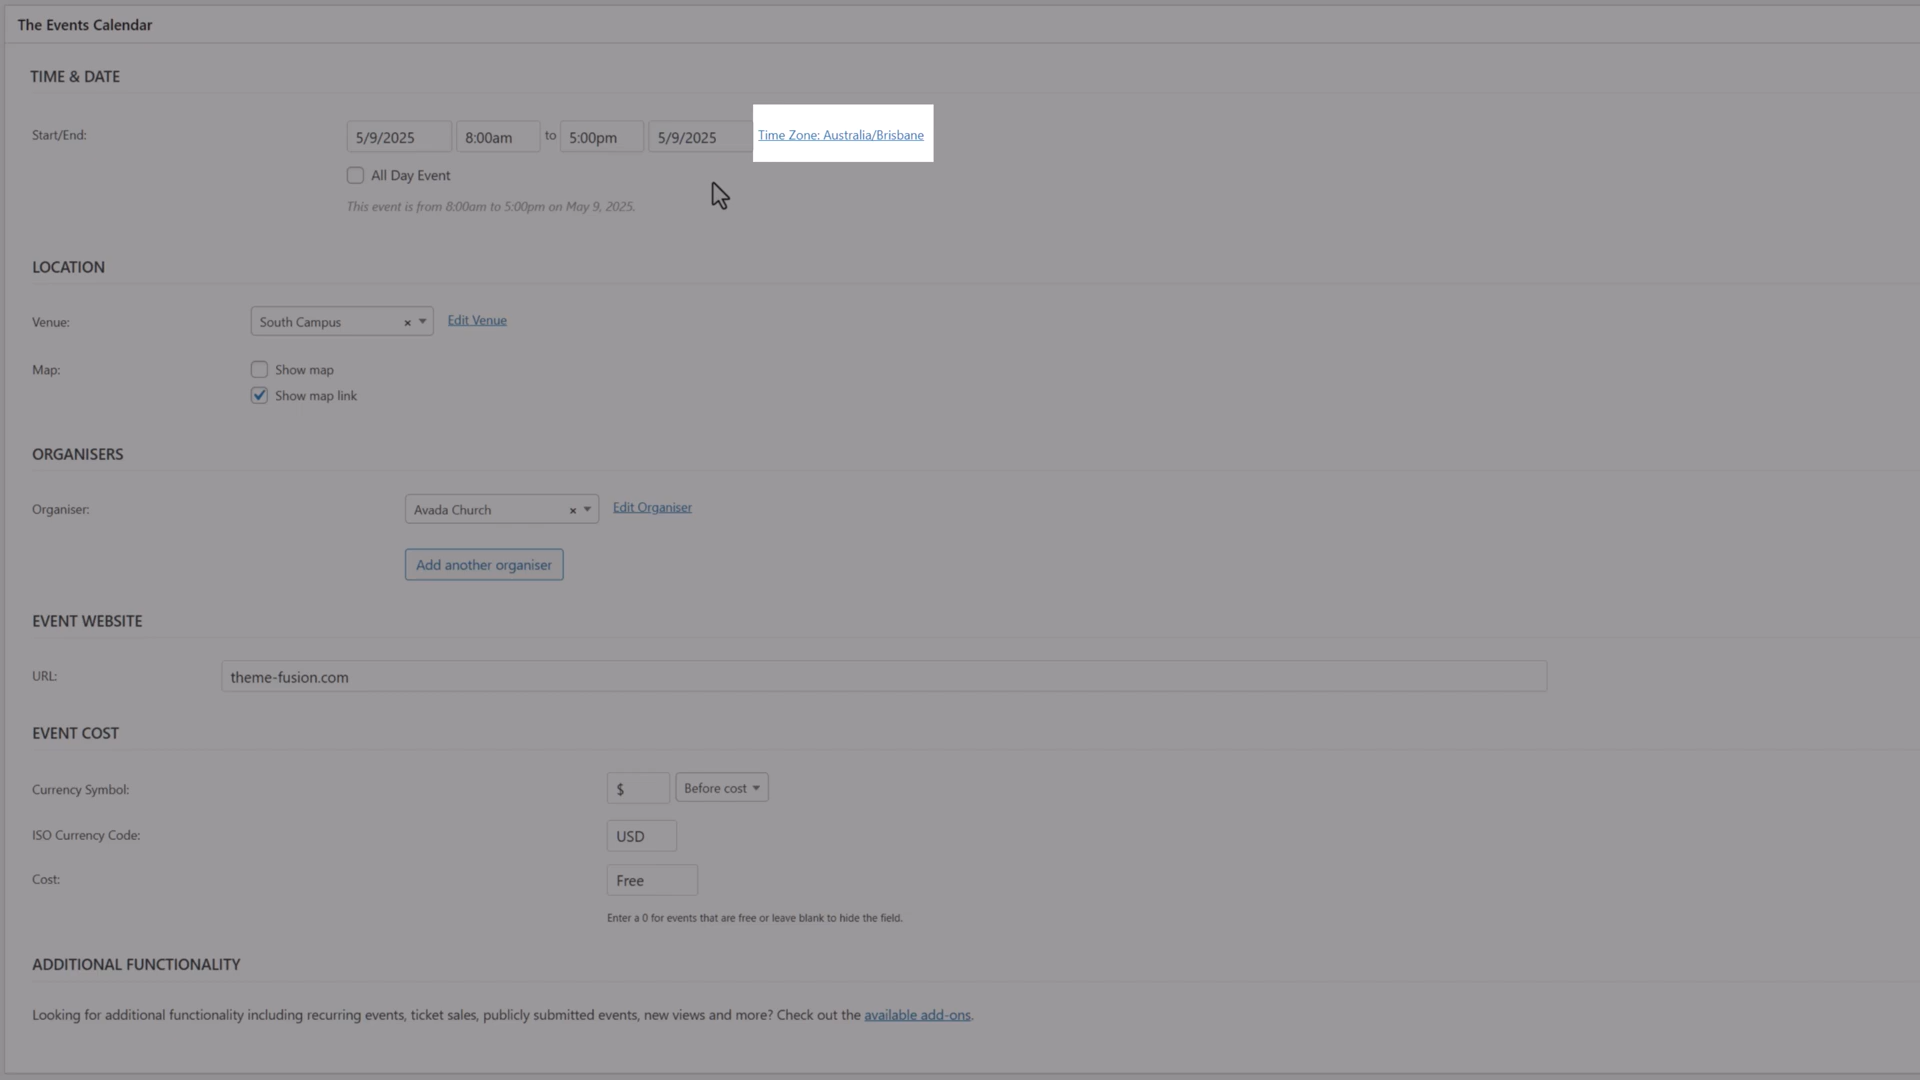 The Events Calendar
TIME & DATE
Start/End: 5/9/2025 8:00am to 5:00pm 5/9/2025 Time Zone: Australia/Brisbane
All Day Event
This event is from 8:00am to 5:00pm on May 9, 2025.
LOCATION
Venue: South Campus × Edit Venue
Map: Show map
Show map link
ORGANISERS
Organiser: Avada Church × Edit Organiser
Add another organiser
EVENT WEBSITE
URL: theme-fusion.com
EVENT COST
Currency Symbol: $ Before cost
ISO Currency Code: USD
Cost: Free
Enter a 0 for events that are free or leave blank to hide the field.
ADDITIONAL FUNCTIONALITY
Looking for additional functionality including recurring events, ticket sales, publicly submitted events, new views and more? Check out the available add-ons.